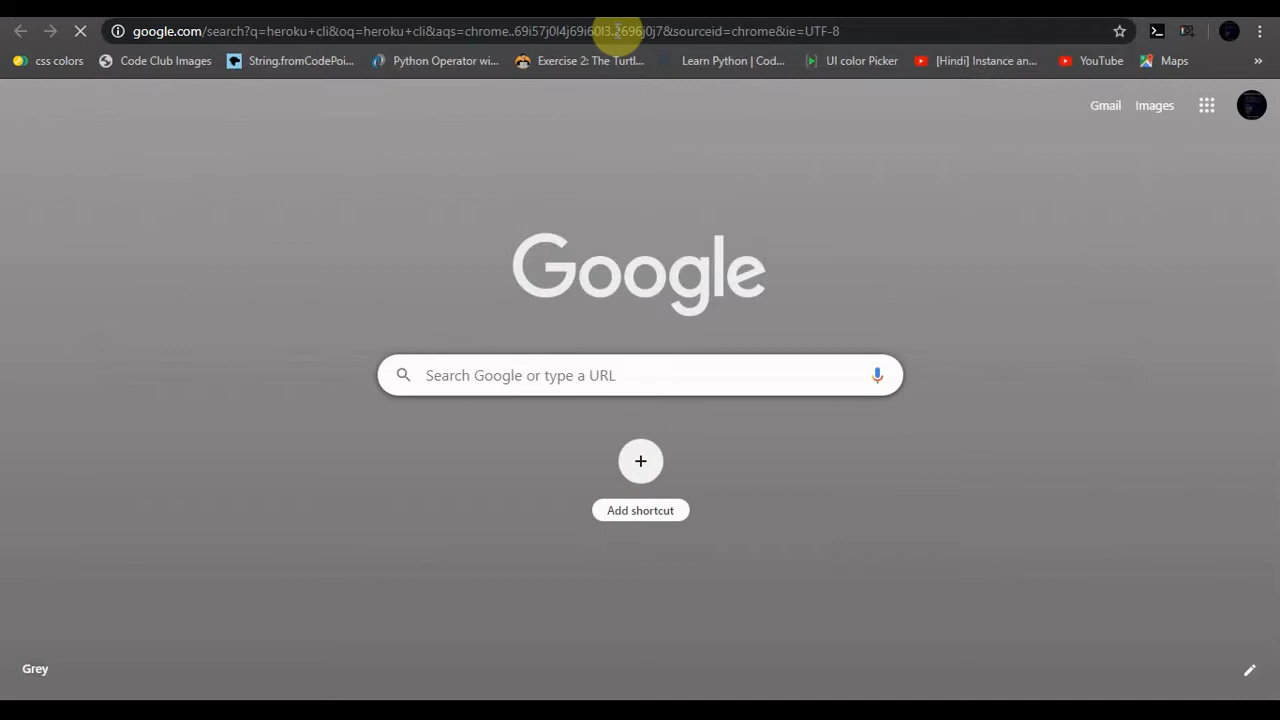 google.com/search?q=heroku+cli&oq=heroku+cli&aqs=chrome..69i57j0l4j69i60l3.2696j0j7&sourceid=chrome&ie=UTF-8
css colors Code Club Images String.fromCodePoi... Python Operator wi... Exercise 2: The Turtl... Learn Python | Cod... UI color Picker [Hindi] Instance an... YouTube Maps »
Gmail Images
Google
Search Google or type a URL
Add shortcut
Grey